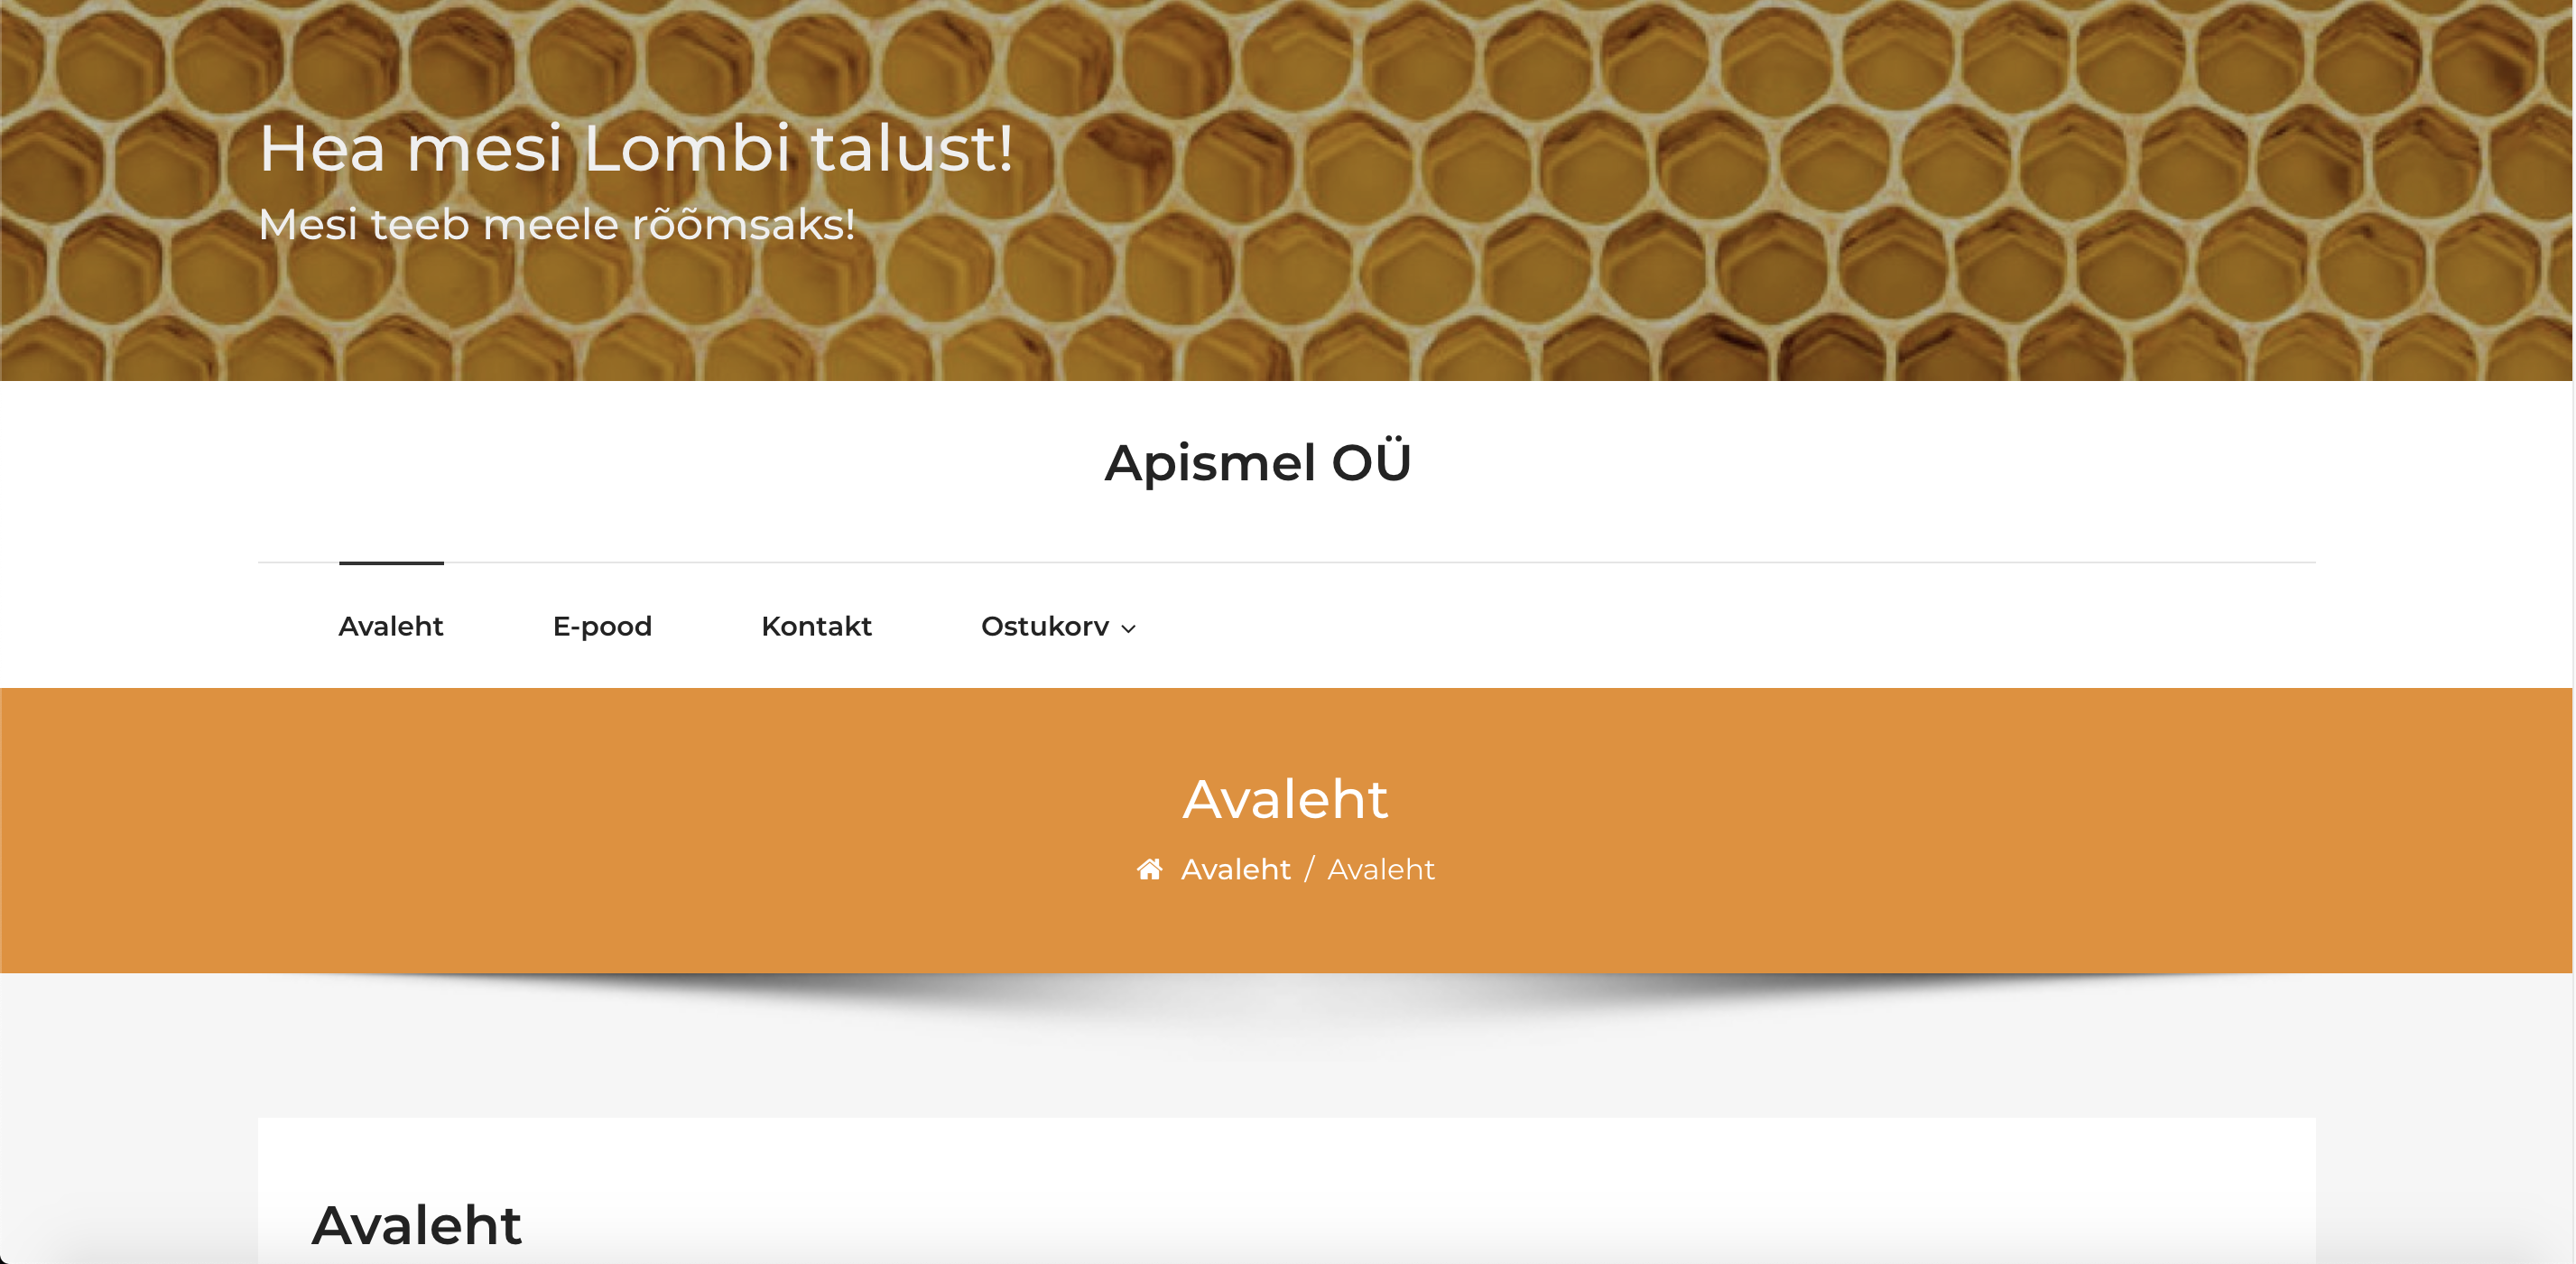 Hea mesi Lombi talust!
Mesi teeb meele rõõmsaks!
Apismel OÜ
Avaleht E-pood Kontakt Ostukorv
Avaleht
Avaleht / Avaleht
Avaleht